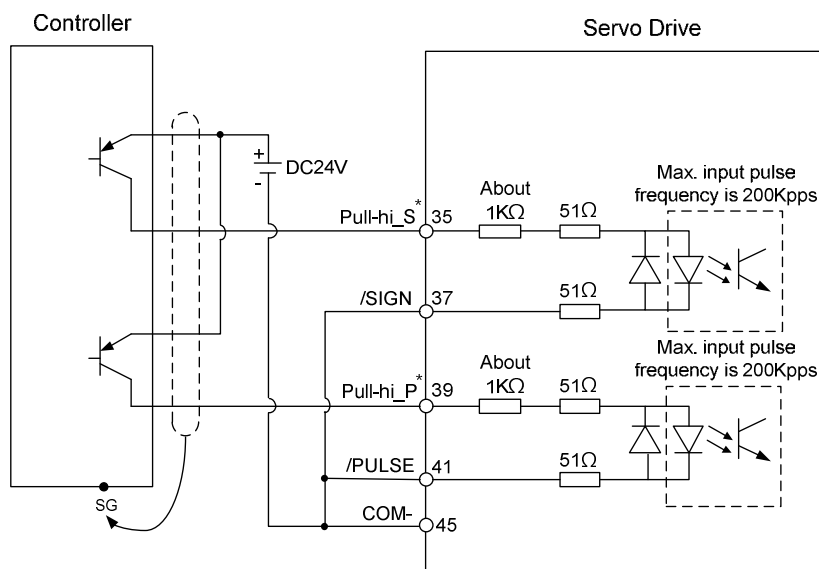 Controller
Servo Drive
+
-
DC24V
Max. input pulse
frequency is 200Kpps
About
1KΩ
51Ω
Pull-hi_S*
35
/SIGN
37
51Ω
Max. input pulse
frequency is 200Kpps
About
1KΩ
51Ω
Pull-hi_P*
39
/PULSE
41
51Ω
SG
COM-
45